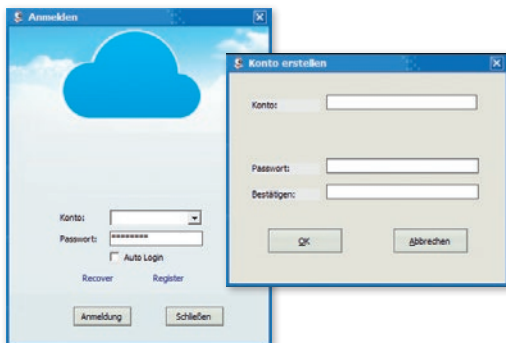 Anmelden
Konto:
Passwort: ********
Auto Login
Recover Register
Anmeldung Schließen
Konto erstellen
Konto:
Passwort:
Bestätigen:
OK Abbrechen